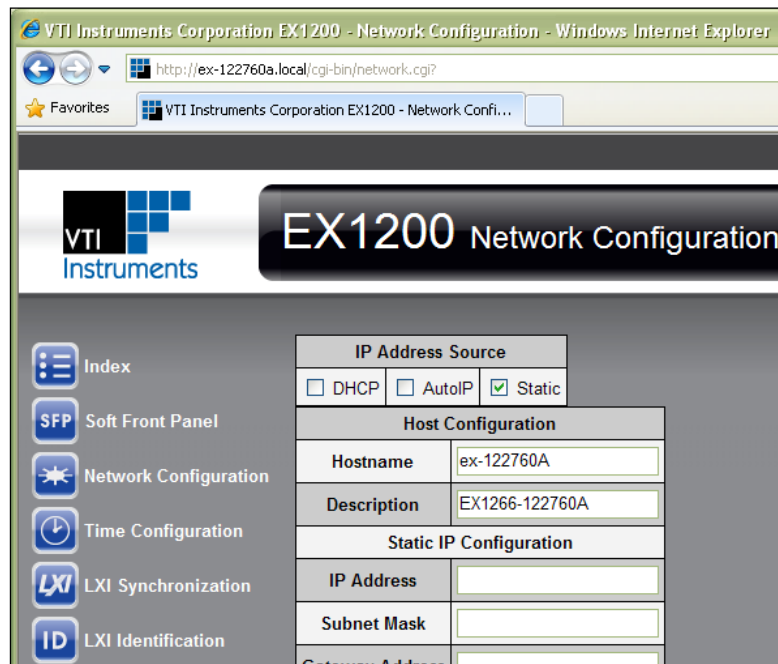 VTI Instruments Corporation EX1200 - Network Configuration - Windows Internet Explorer
http://ex-122760a.local/cgi-bin/network.cgi?
Favorites
VTI Instruments Corporation EX1200 - Network Confi...
VTI
Instruments
EX1200 Network Configuration
Index
SFP Soft Front Panel
Network Configuration
Time Configuration
LXI LXI Synchronization
ID LXI Identification
IP Address Source
DHCP AutoIP Static
Host Configuration
Hostname ex-122760A
Description EX1266-122760A
Static IP Configuration
IP Address
Subnet Mask
Gateway Address